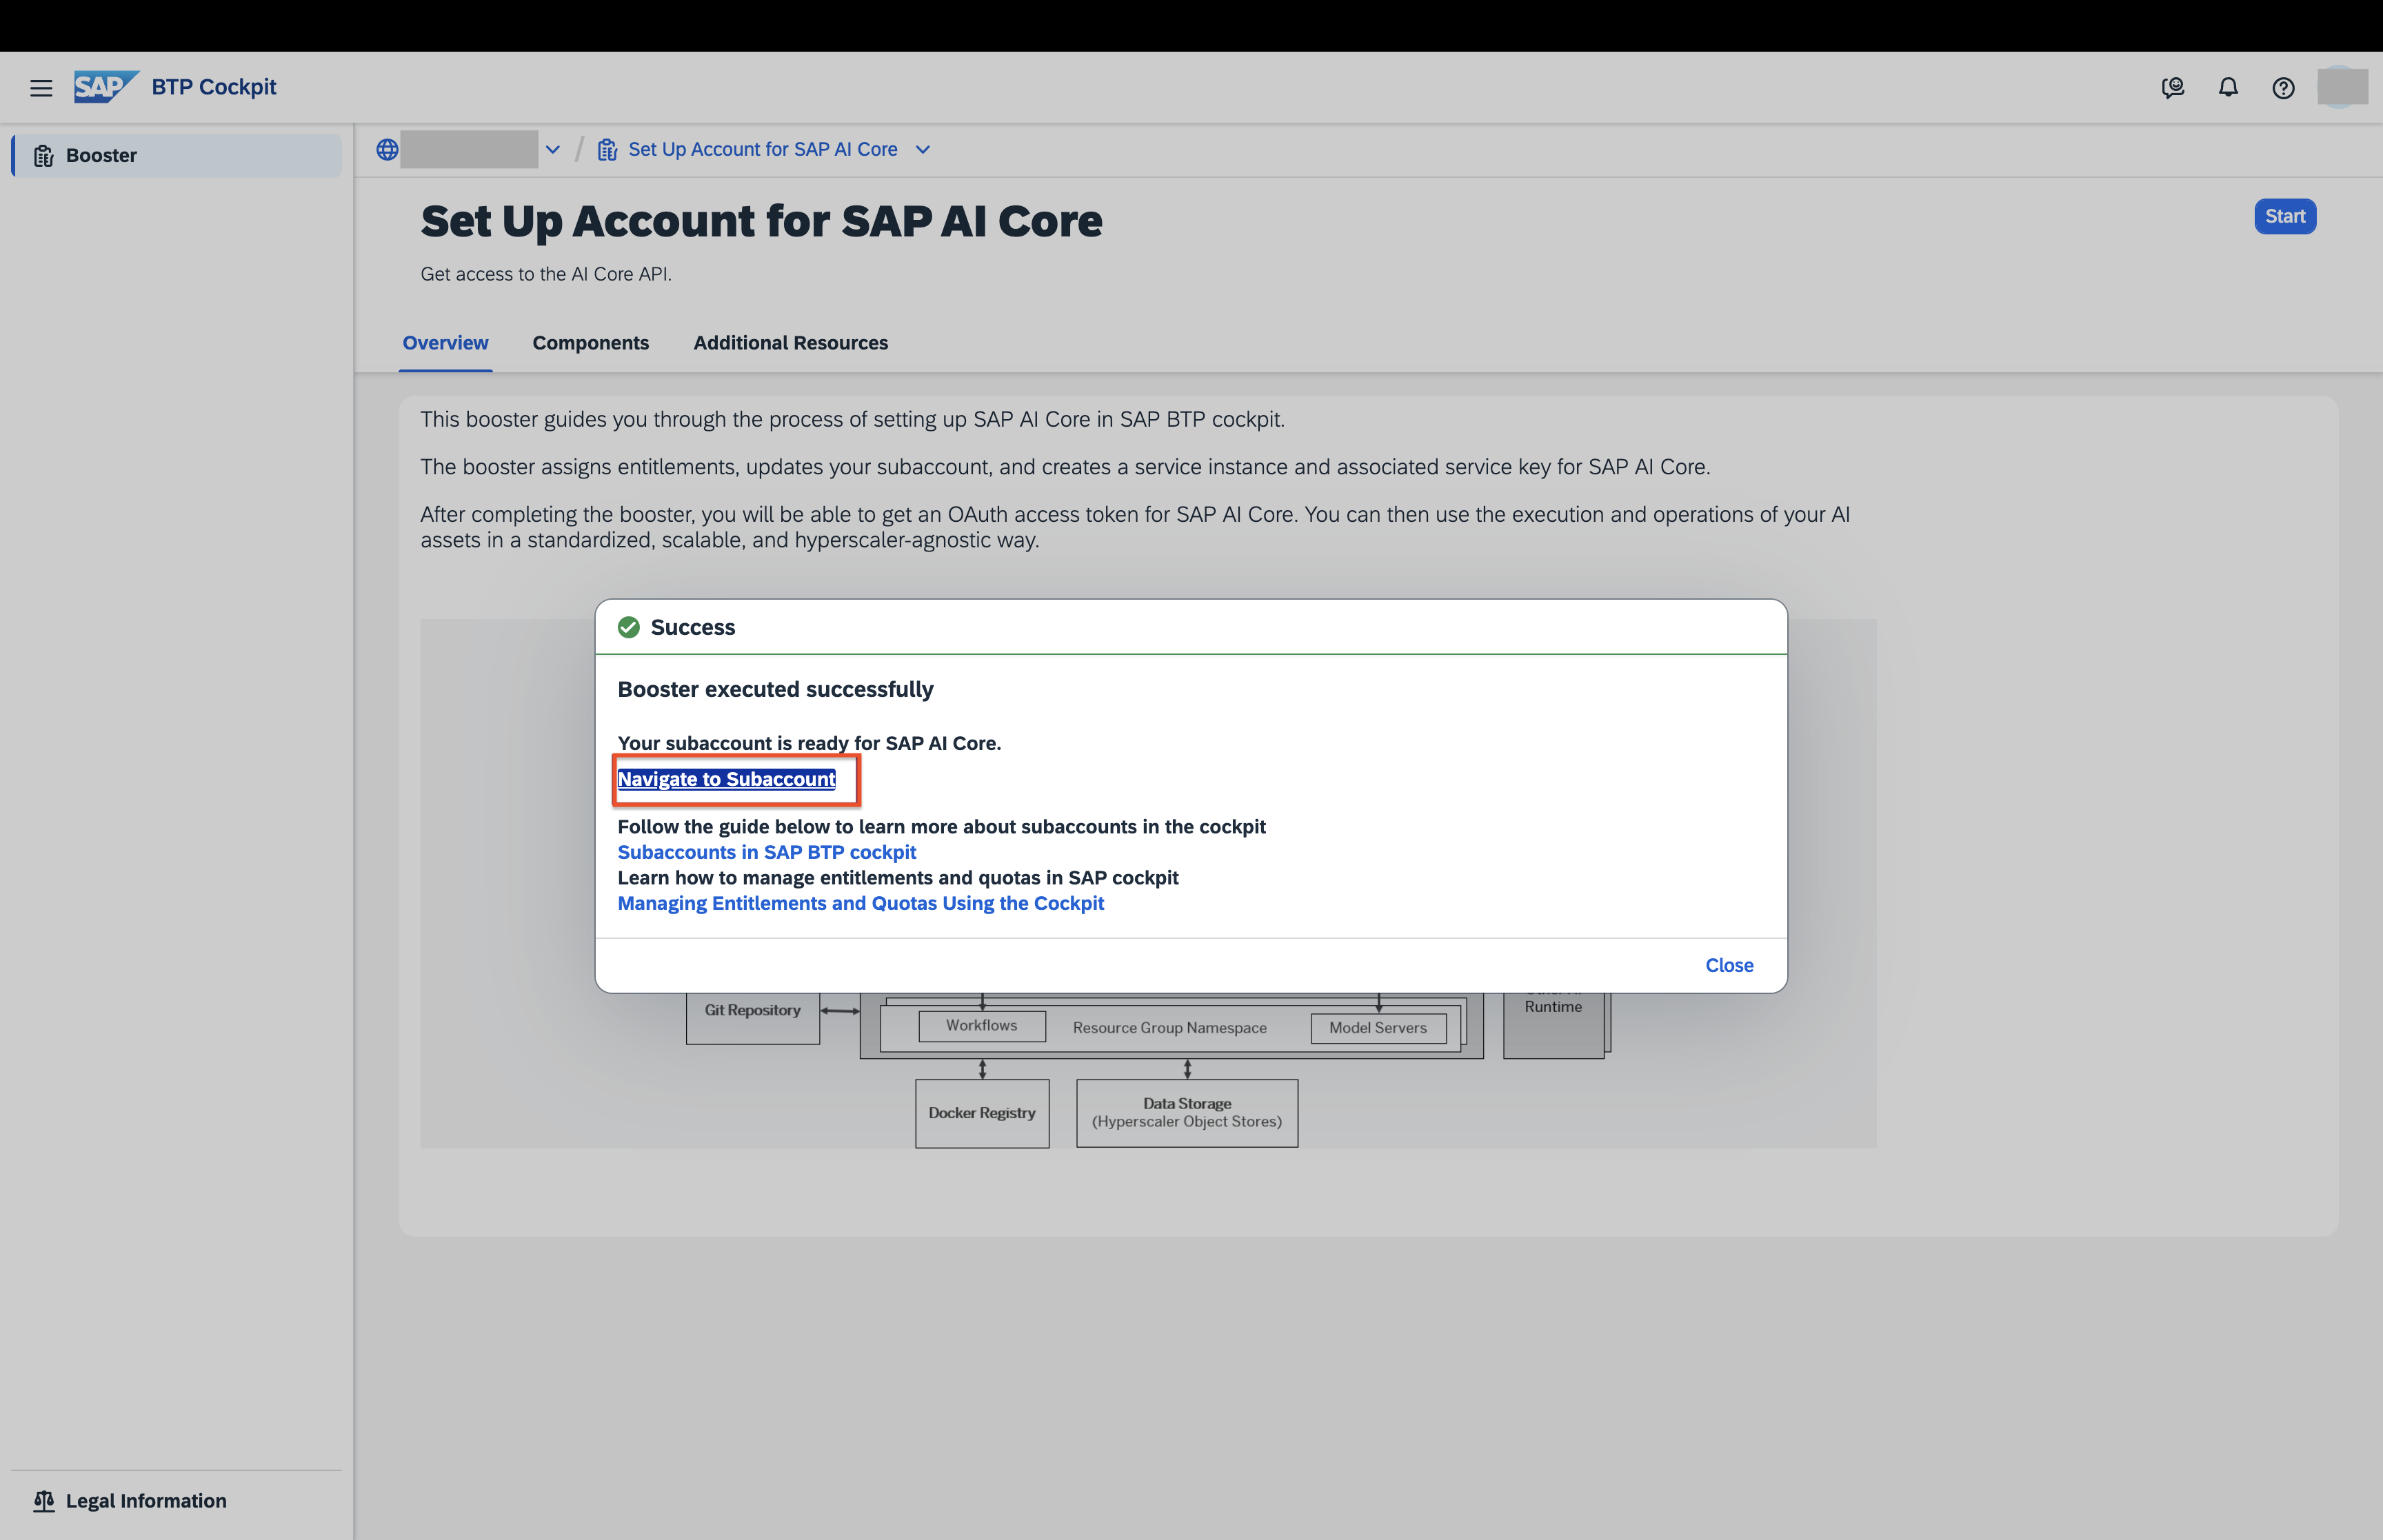 SAP BTP Cockpit
Booster
Set Up Account for SAP AI Core
Set Up Account for SAP AI Core
Start
Get access to the AI Core API.
Overview Components Additional Resources
This booster guides you through the process of setting up SAP AI Core in SAP BTP cockpit.
The booster assigns entitlements, updates your subaccount, and creates a service instance and associated service key for SAP AI Core.
After completing the booster, you will be able to get an OAuth access token for SAP AI Core. You can then use the execution and operations of your AI
assets in a standardized, scalable, and hyperscaler-agnostic way.
Success
Booster executed successfully
Your subaccount is ready for SAP AI Core.
Navigate to Subaccount
Follow the guide below to learn more about subaccounts in the cockpit
Subaccounts in SAP BTP cockpit
Learn how to manage entitlements and quotas in SAP cockpit
Managing Entitlements and Quotas Using the Cockpit
Close
Git Repository
Workflows
Resource Group Namespace
Model Servers
Runtime
Docker Registry
Data Storage
(Hyperscaler Object Stores)
Legal Information